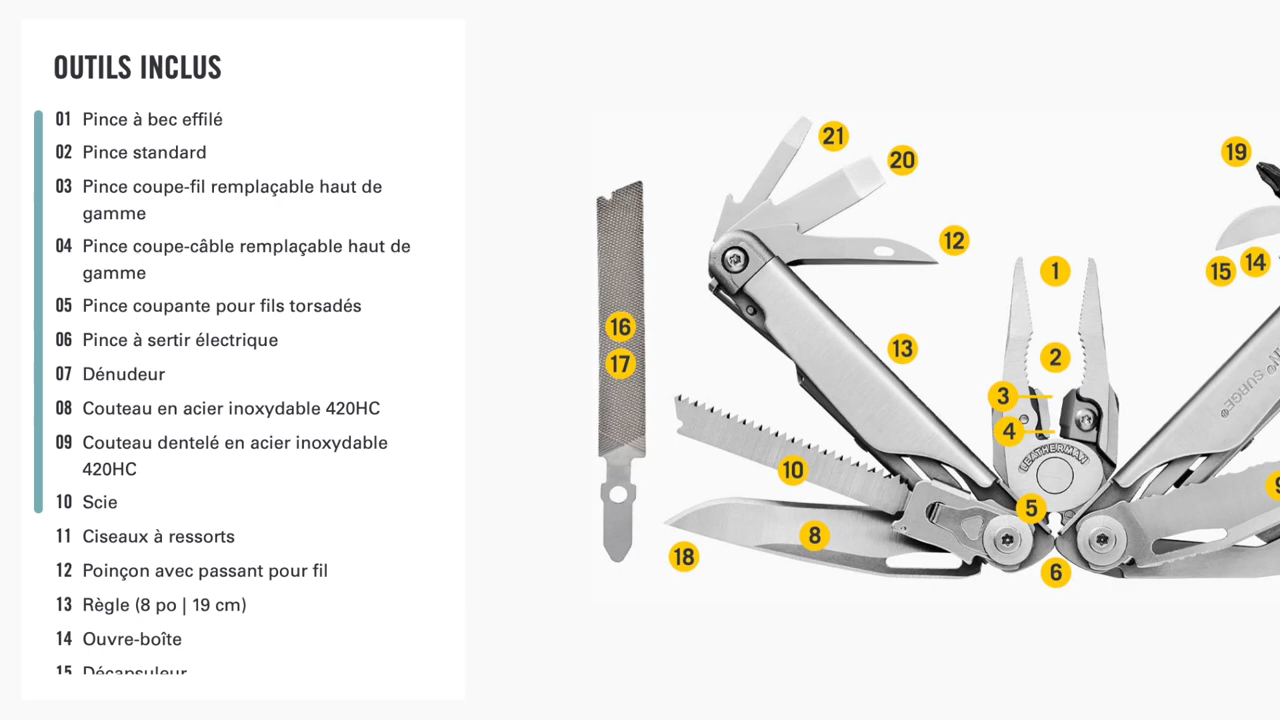 OUTILS INCLUS
01 Pince à bec effilé
02 Pince standard
03 Pince coupe-fil remplaçable haut de
gamme
04 Pince coupe-câble remplaçable haut de
gamme
05 Pince coupante pour fils torsadés
06 Pince à sertir électrique
07 Dénudeur
08 Couteau en acier inoxydable 420HC
09 Couteau dentelé en acier inoxydable
420HC
10 Scie
11 Ciseaux à ressorts
12 Poinçon avec passant pour fil
13 Règle (8 po | 19 cm)
14 Ouvre-boîte
15 Décapsuleur
21
20
19
12
15
14
1
16
17
13
2
3
4
LEATHERMAN
SURGE®
10
9
5
8
18
6